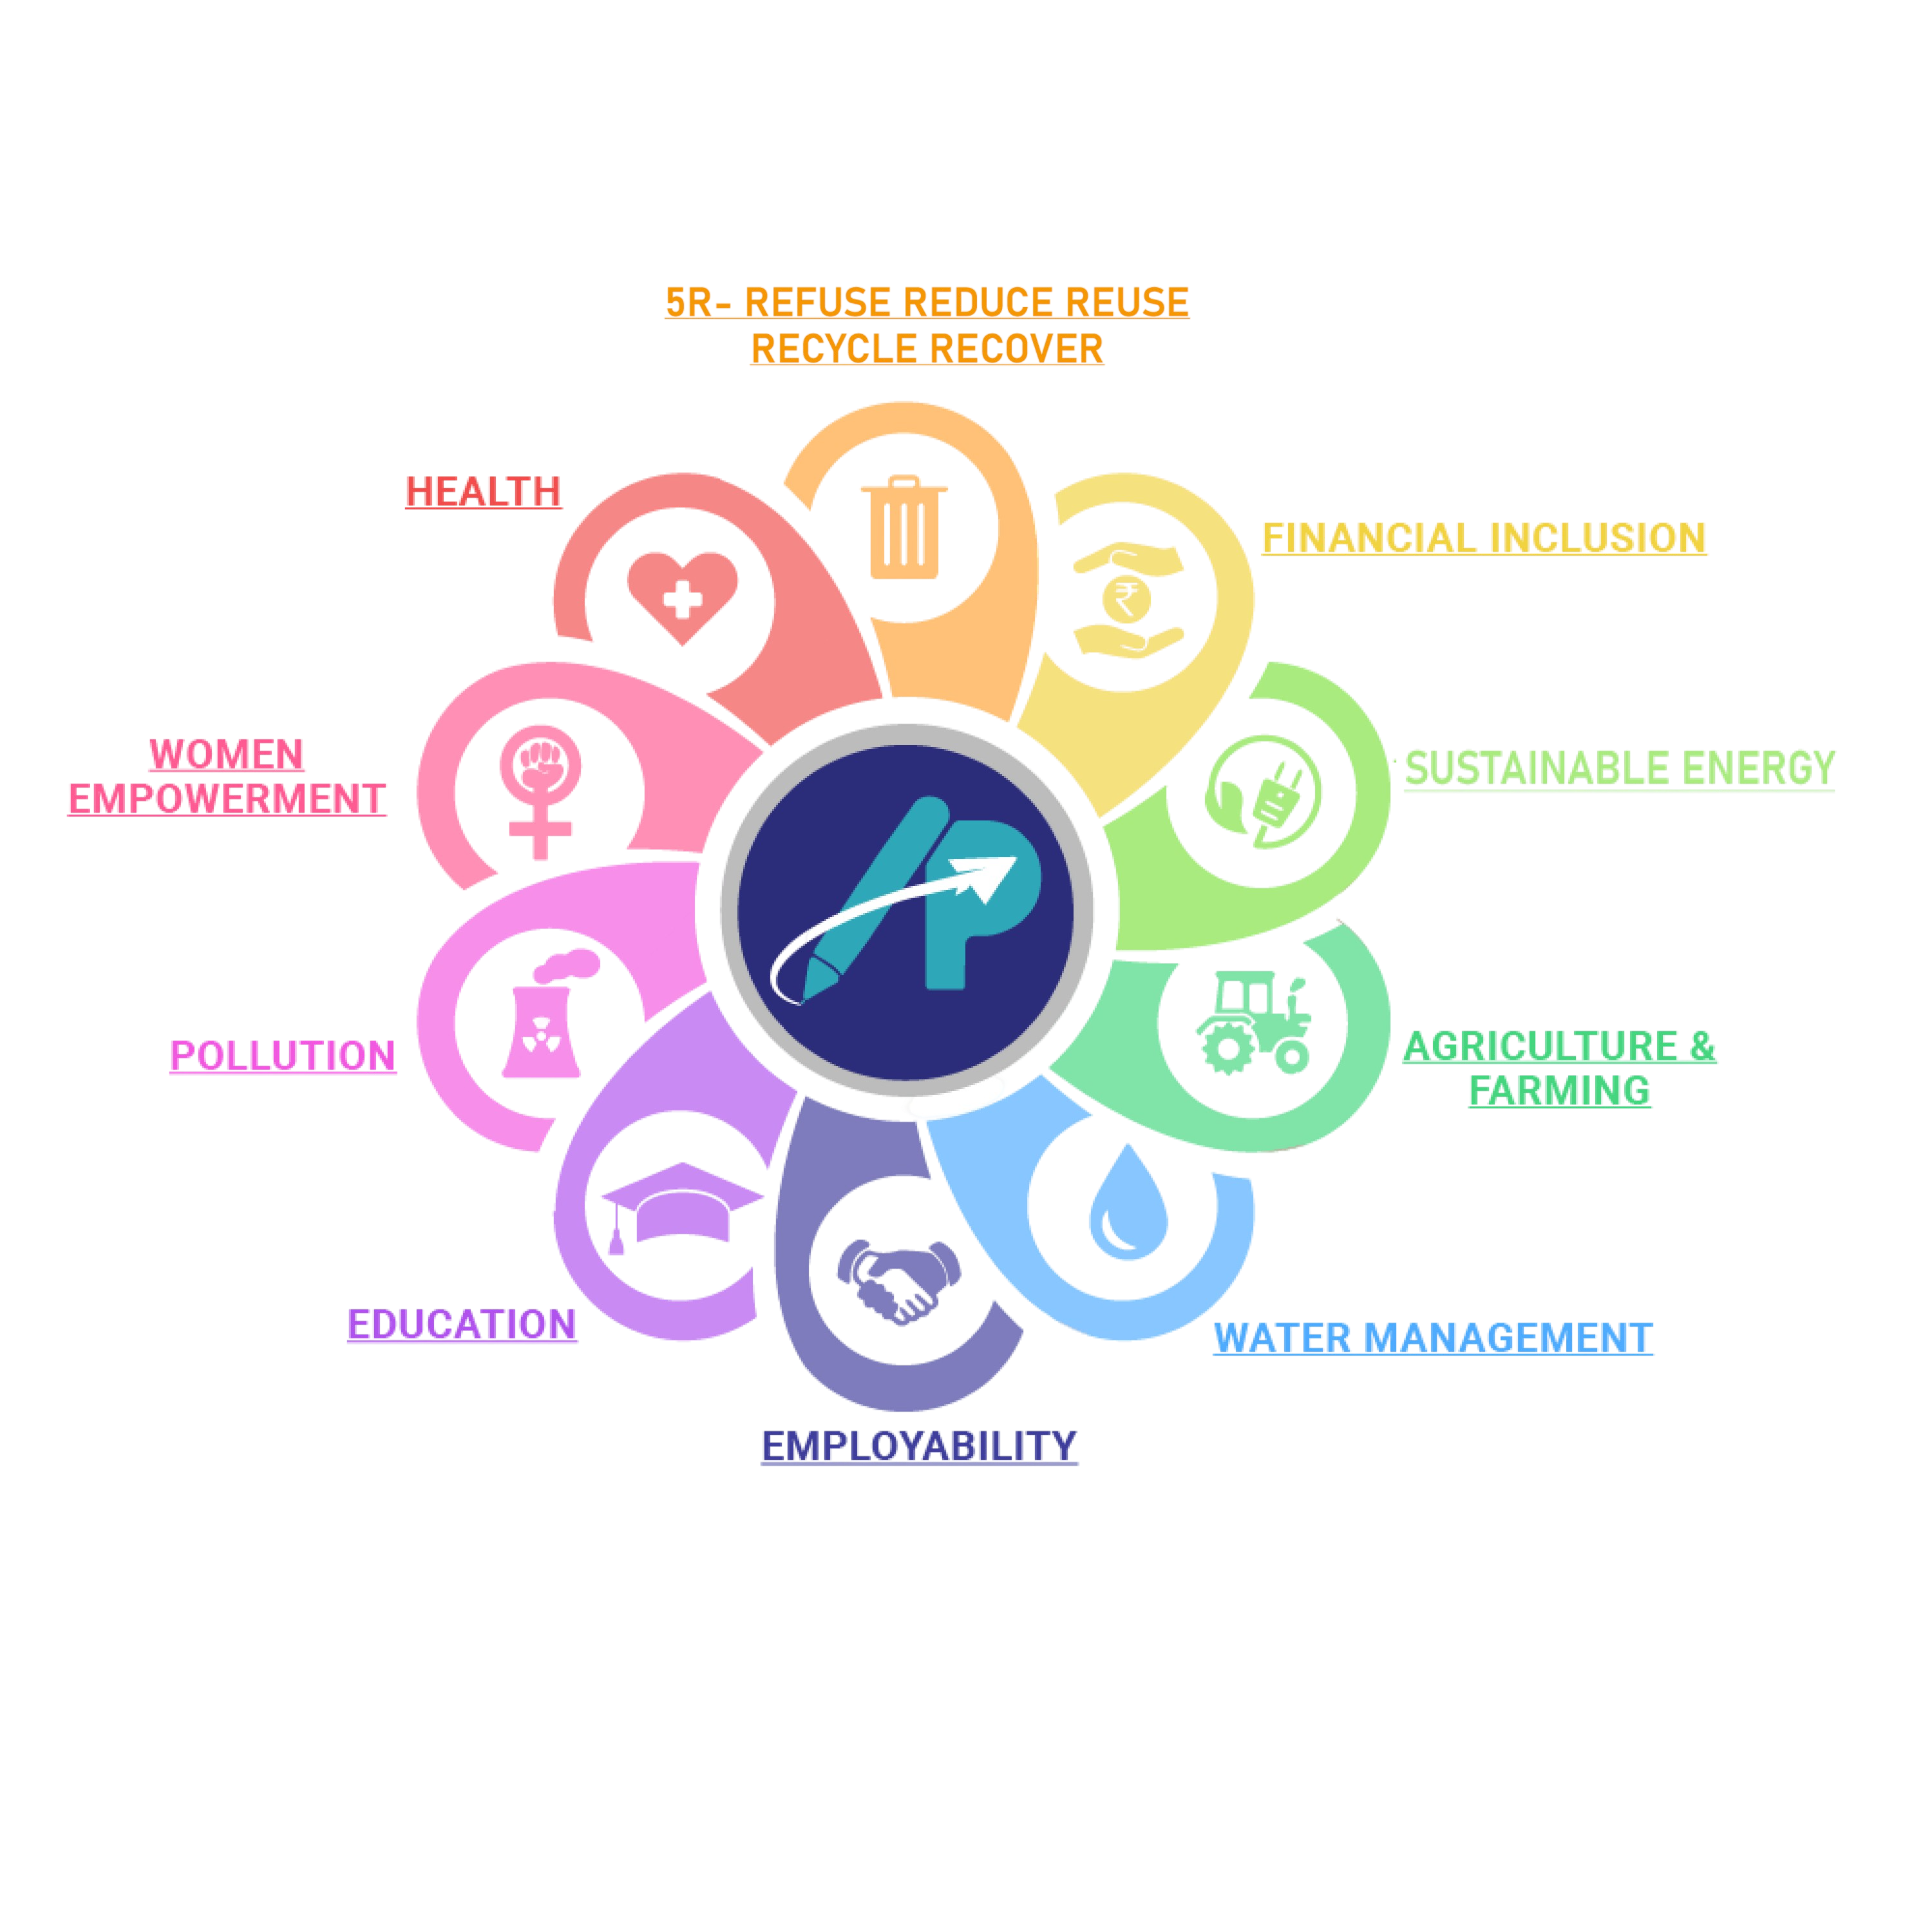 5R- REFUSE REDUCE REUSE
RECYCLE RECOVER
HEALTH
FINANCIAL INCLUSION
₹
WOMEN
EMPOWERMENT
SUSTAINABLE ENERGY
AP
POLLUTION
AGRICULTURE &
FARMING
EDUCATION
WATER MANAGEMENT
EMPLOYABILITY